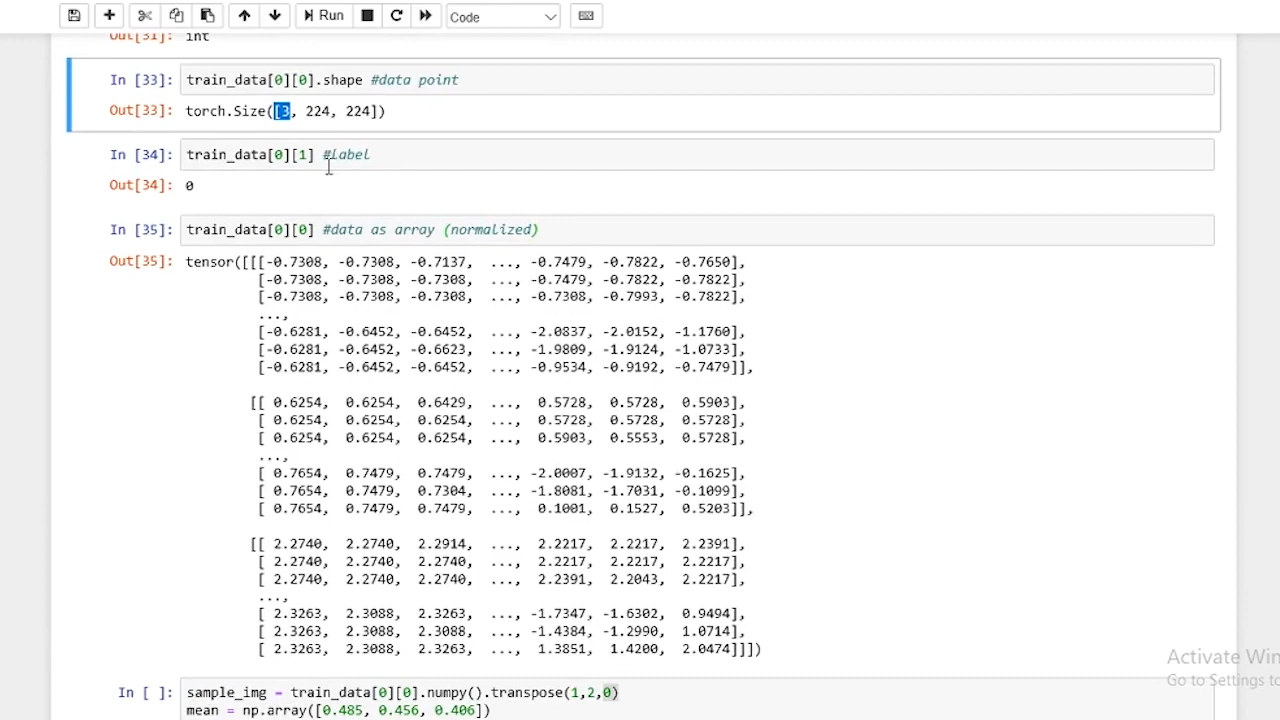 Run
Code
Out[31]: int
In [33]: train_data[0][0].shape #data point
Out[33]: torch.Size([3, 224, 224])
In [34]: train_data[0][1] #label
Out[34]: 0
In [35]: train_data[0][0] #data as array (normalized)
Out[35]: tensor([[[-0.7308, -0.7308, -0.7137,  ..., -0.7479, -0.7822, -0.7650],
[-0.7308, -0.7308, -0.7308,  ..., -0.7479, -0.7822, -0.7822],
[-0.7308, -0.7308, -0.7308,  ..., -0.7308, -0.7993, -0.7822],
...,
[-0.6281, -0.6452, -0.6452,  ..., -2.0837, -2.0152, -1.1760],
[-0.6281, -0.6452, -0.6623,  ..., -1.9809, -1.9124, -1.0733],
[-0.6281, -0.6452, -0.6452,  ..., -0.9534, -0.9192, -0.7479]],
[[ 0.6254,  0.6254,  0.6429,  ...,  0.5728,  0.5728,  0.5903],
[ 0.6254,  0.6254,  0.6254,  ...,  0.5728,  0.5728,  0.5728],
[ 0.6254,  0.6254,  0.6254,  ...,  0.5903,  0.5553,  0.5728],
...,
[ 0.7654,  0.7479,  0.7479,  ..., -2.0007, -1.9132, -0.1625],
[ 0.7654,  0.7479,  0.7304,  ..., -1.8081, -1.7031, -0.1099],
[ 0.7654,  0.7479,  0.7479,  ...,  0.1001,  0.1527,  0.5203]],
[[ 2.2740,  2.2740,  2.2914,  ...,  2.2217,  2.2217,  2.2391],
[ 2.2740,  2.2740,  2.2740,  ...,  2.2217,  2.2217,  2.2217],
[ 2.2740,  2.2740,  2.2740,  ...,  2.2391,  2.2043,  2.2217],
...,
[ 2.3263,  2.3088,  2.3263,  ..., -1.7347, -1.6302,  0.9494],
[ 2.3263,  2.3088,  2.3088,  ..., -1.4384, -1.2990,  1.0714],
[ 2.3263,  2.3088,  2.3263,  ...,  1.3851,  1.4200,  2.0474]]])
Activate Win
Go to Settings to
In [ ]: sample_img = train_data[0][0].numpy().transpose(1,2,0)
mean = np.array([0.485, 0.456, 0.406])